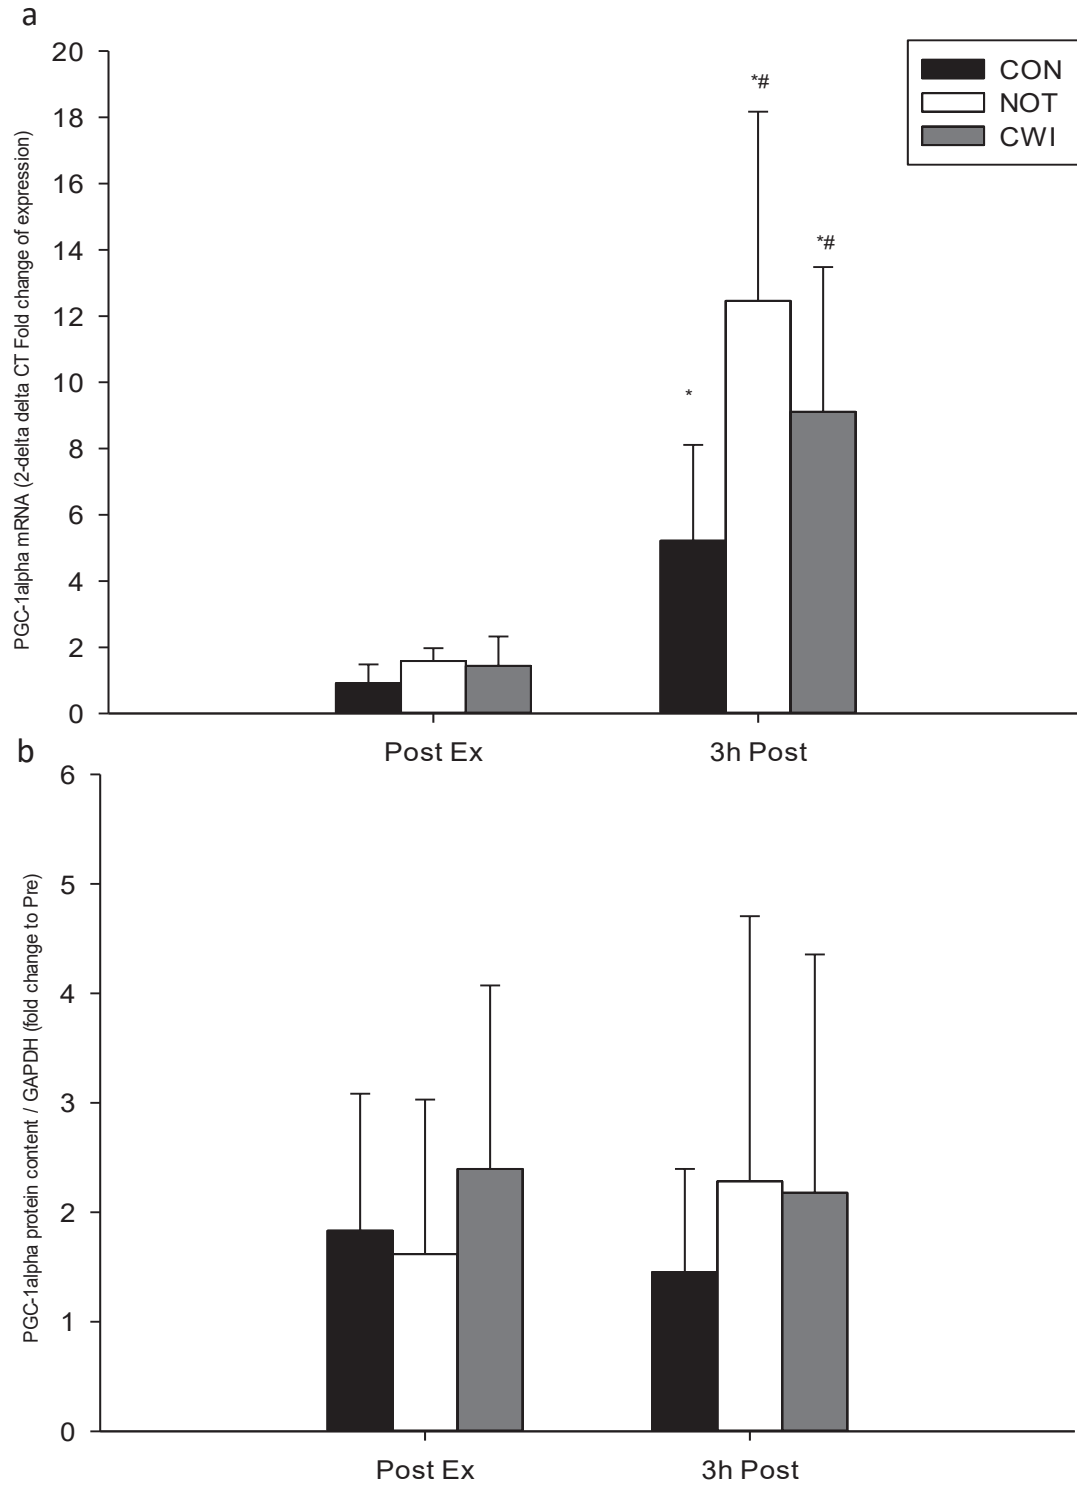 a
PGC-1alpha mRNA (2-delta delta CT Fold change of expression)
20
18
16
14
12
10
8
6
4
2
0
*
*#
*#
CON
NOT
CWI
Post Ex
3h Post
b
PGC-1alpha protein content / GAPDH (fold change to Pre)
6
5
4
3
2
1
0
Post Ex
3h Post